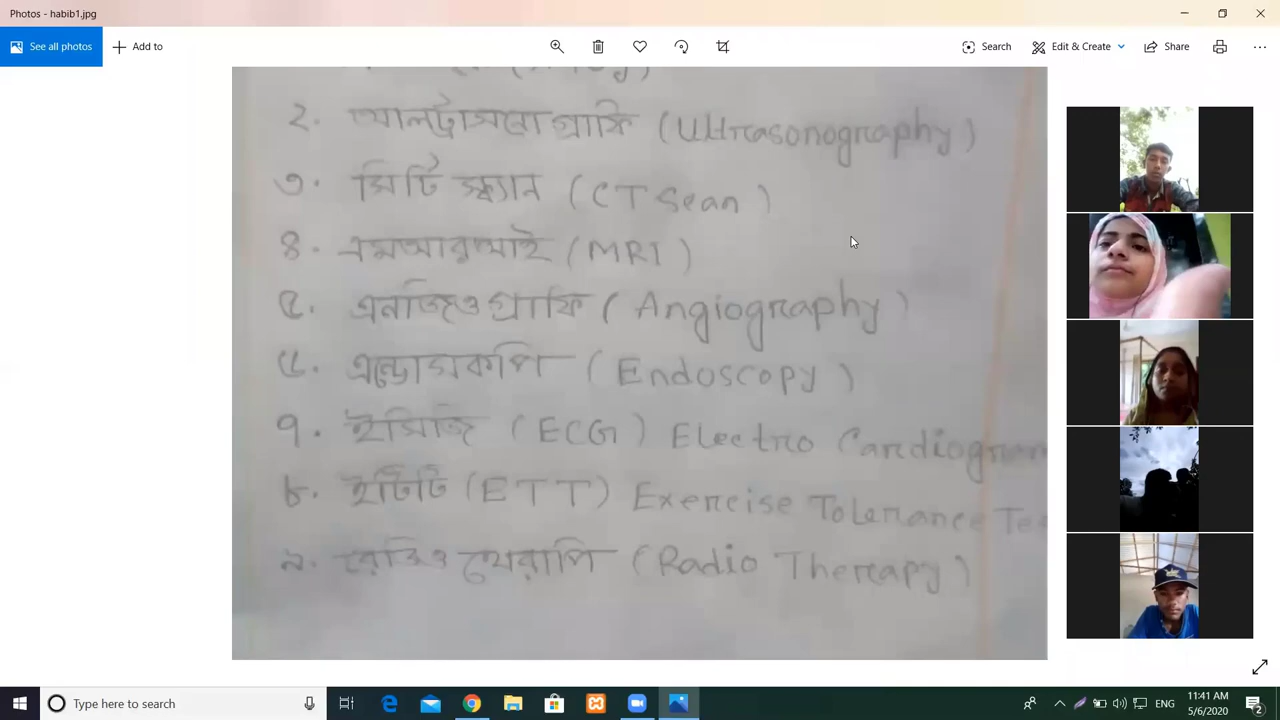 Photos - habib1.jpg
See all photos
Add to
Search
Edit & Create
Share
২. আলট্রাসনোগ্রাফি (Ultrasonography)
৩. সিটি স্ক্যান (CT Scan)
৪. এমআরআই (MRI)
৫. এনজিওগ্রাফি (Angiography)
৬. এন্ডোসকপি (Endoscopy)
৭. ইসিজি (ECG) Electro Cardiogram
৮. ইটিটি (ETT) Exercise Tolerance
৯. রেডিও থেরাপি (Radio Therapy)
Type here to search
ENG
11:41 AM
5/6/2020
2